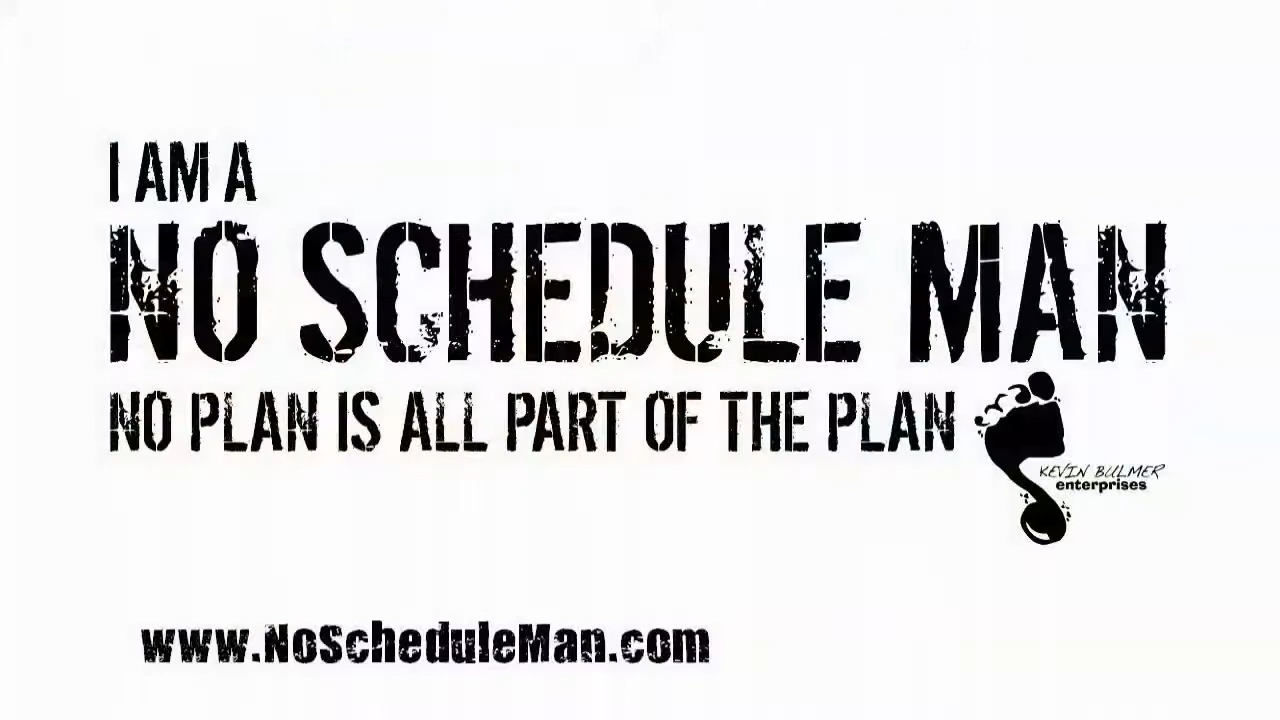 I AM A
NO SCHEDULE MAN
NO PLAN IS ALL PART OF THE PLAN
KEVIN BULMER
enterprises
www.NoScheduleMan.com